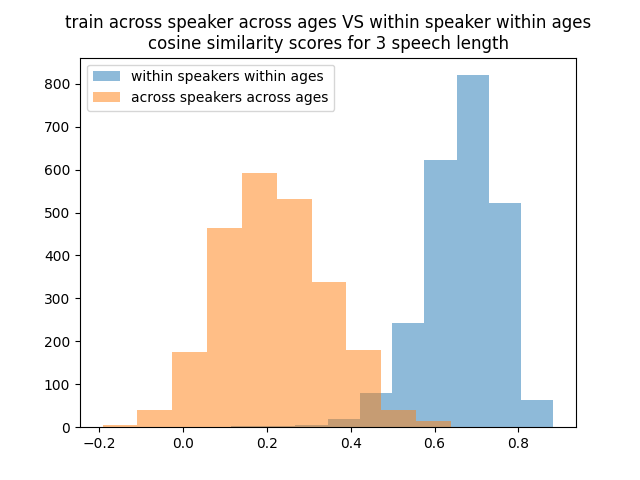 train across speaker across ages VS within speaker within ages
cosine similarity scores for 3 speech length
within speakers within ages
across speakers across ages
800
700
600
500
400
300
200
100
0
−0.2 0.0 0.2 0.4 0.6 0.8